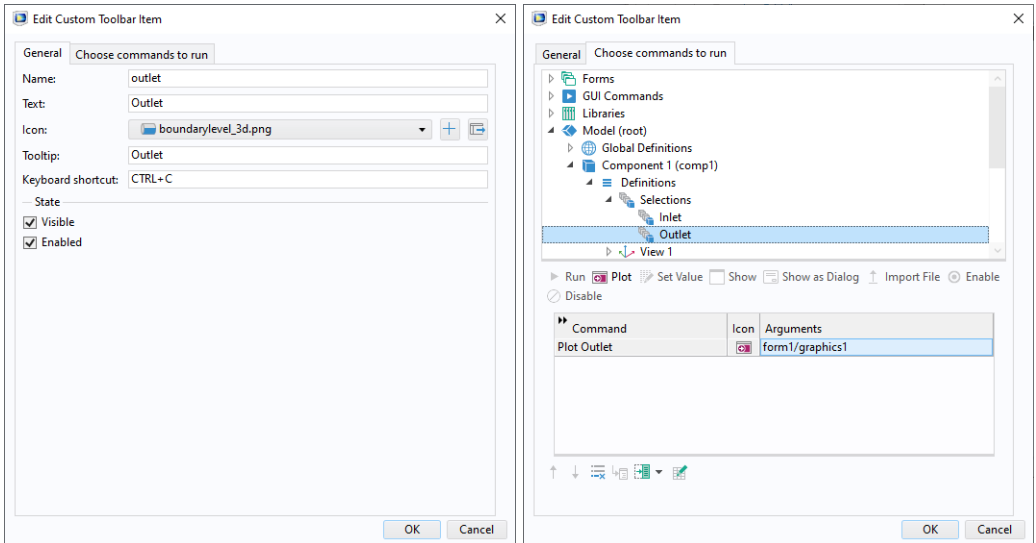 Edit Custom Toolbar Item
General Choose commands to run
Name: outlet
Text: Outlet
Icon: boundarylevel_3d.png
Tooltip: Outlet
Keyboard shortcut: CTRL+C
State
Visible
Enabled
OK Cancel
Edit Custom Toolbar Item
General Choose commands to run
Forms
GUI Commands
Libraries
Model (root)
Global Definitions
Component 1 (comp1)
Definitions
Selections
Inlet
Outlet
View 1
Run Plot Set Value Show Show as Dialog Import File Enable
Disable
Command Icon Arguments
Plot Outlet form1/graphics1
OK Cancel